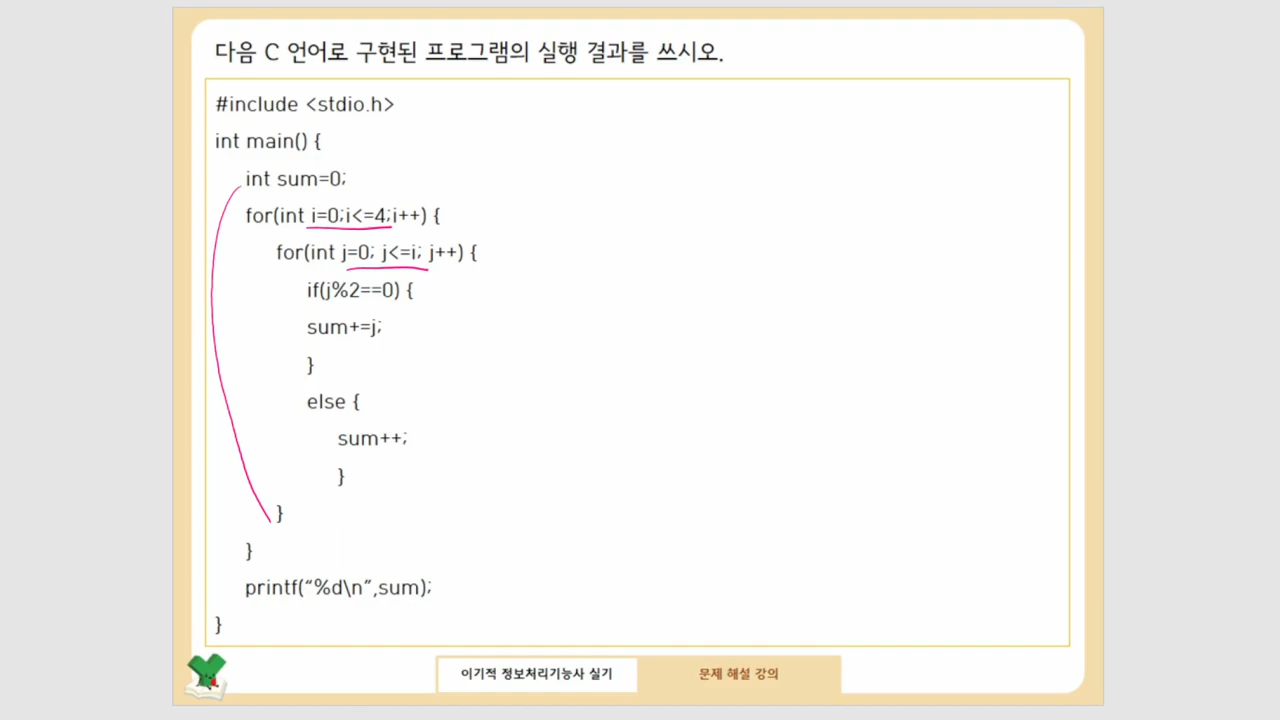 다음 C 언어로 구현된 프로그램의 실행 결과를 쓰시오.
#include <stdio.h>
int main() {
int sum=0;
for(int i=0;i<=4;i++) {
for(int j=0; j<=i; j++) {
if(j%2==0) {
sum+=j;
}
else {
sum++;
}
}
}
printf(“%d\n”,sum);
}
이기적 정보처리기능사 실기
문제 해설 강의